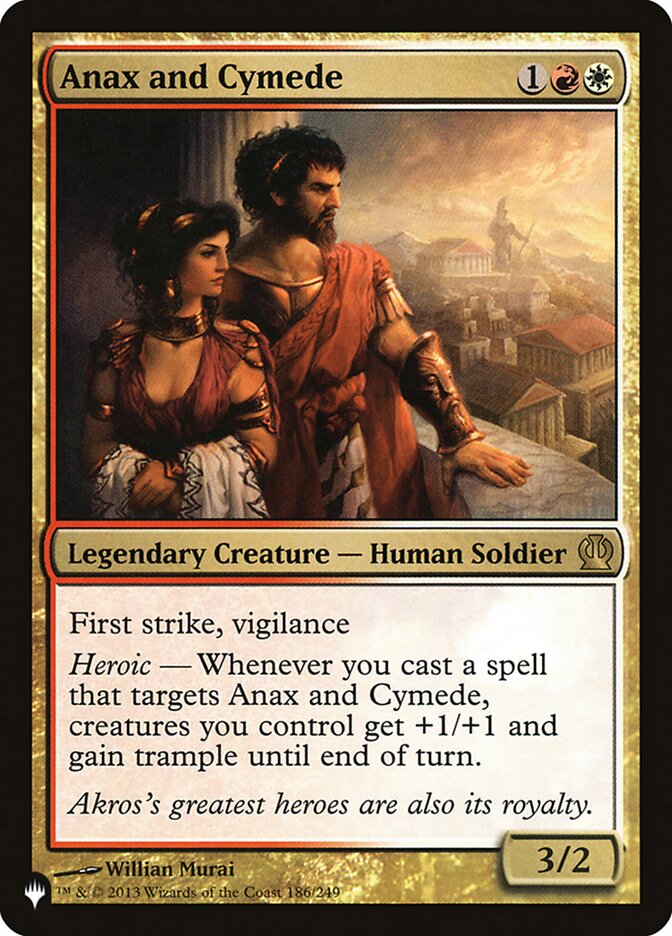 Anax and Cymede 1
Legendary Creature — Human Soldier
First strike, vigilance
Heroic — Whenever you cast a spell
that targets Anax and Cymede,
creatures you control get +1/+1 and
gain trample until end of turn.
Akros's greatest heroes are also its royalty.
3/2
Willian Murai
™ & © 2013 Wizards of the Coast 186/249